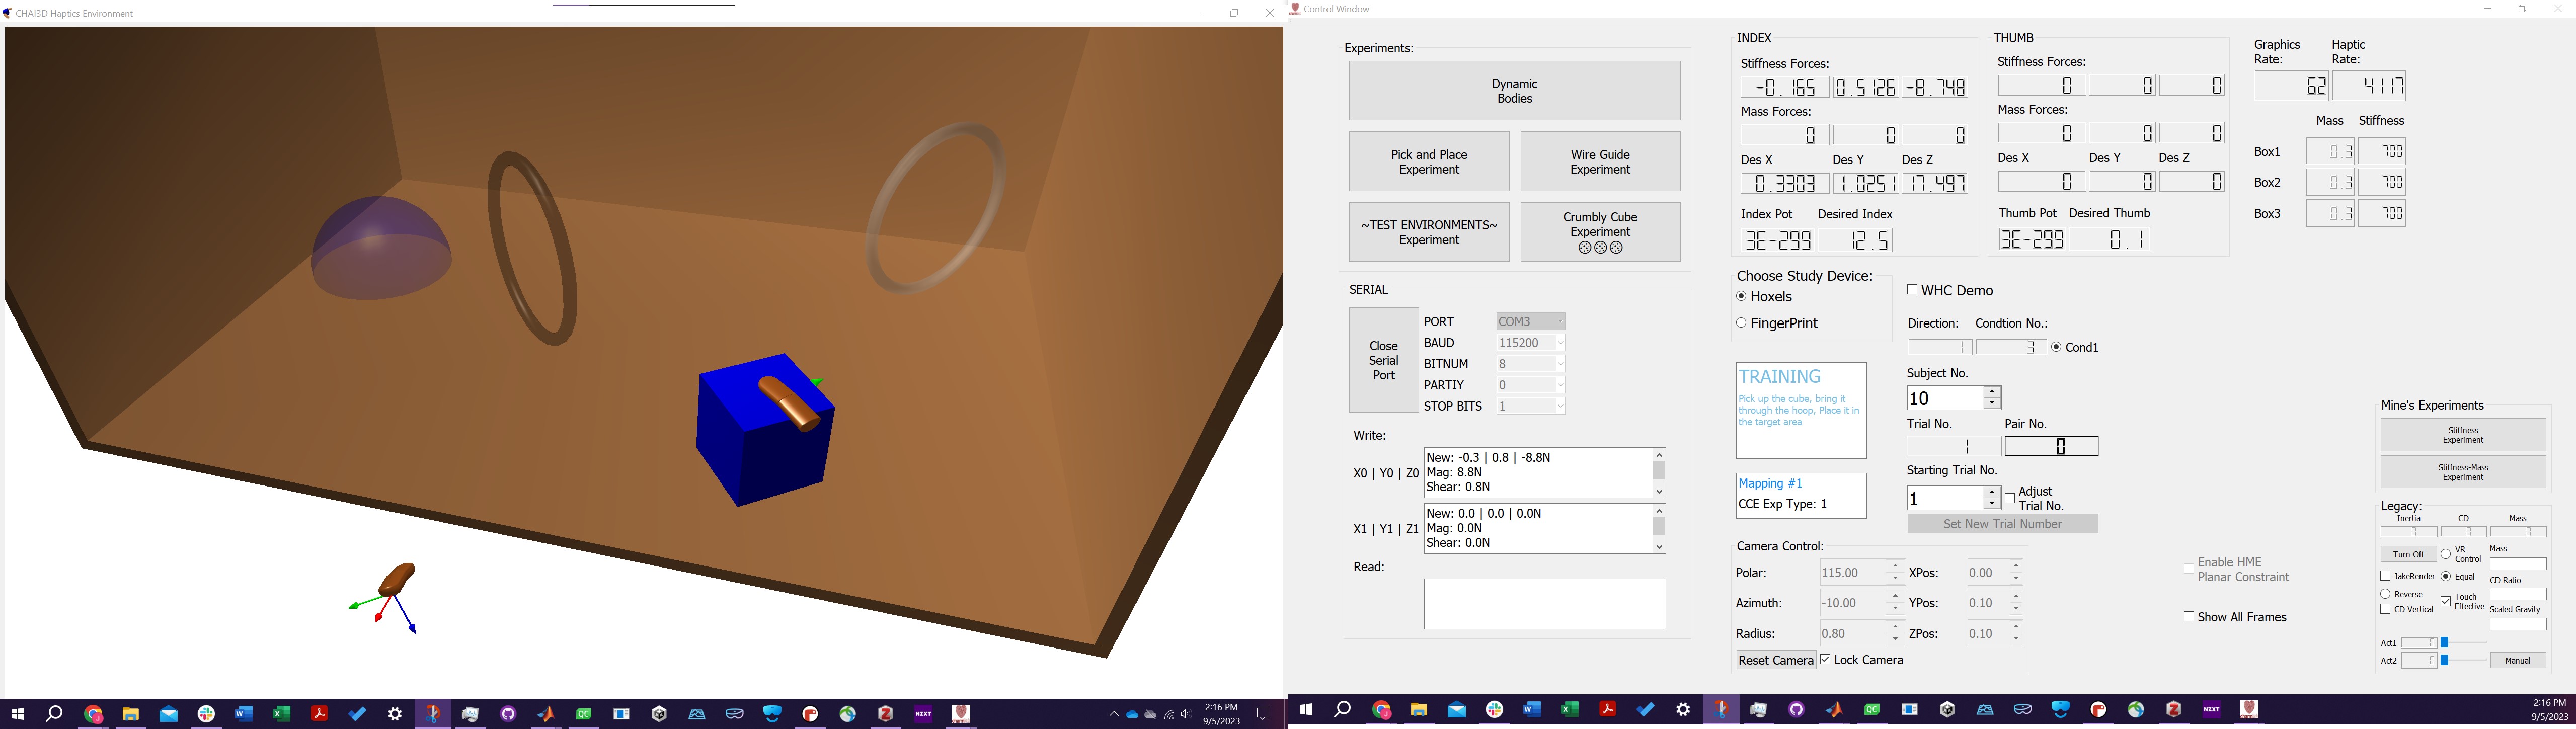 CHAI3D Haptics Environment
2:16 PM
9/5/2023
Control Window
Experiments:
Dynamic
Bodies
Pick and Place
Experiment
Wire Guide
Experiment
~TEST ENVIRONMENTS~
Experiment
Crumbly Cube
Experiment
SERIAL
Close
Serial
Port
PORT COM3
BAUD 115200
BITNUM 8
PARTIY 0
STOP BITS 1
Write:
X0 | Y0 | Z0
New: -0.3 | 0.8 | -8.8N
Mag: 8.8N
Shear: 0.8N
X1 | Y1 | Z1
New: 0.0 | 0.0 | 0.0N
Mag: 0.0N
Shear: 0.0N
Read:
INDEX
Stiffness Forces:
-0.165 0.5126 -8.748
Mass Forces:
0 0 0
Des X Des Y Des Z
0.3303 1.0251 17.497
Index Pot Desired Index
3E-299 12.5
THUMB
Stiffness Forces:
0 0 0
Mass Forces:
0 0 0
Des X Des Y Des Z
0 0 0
Thumb Pot Desired Thumb
3E-299 0.1
Graphics
Rate:
Haptic
Rate:
62 4117
Mass Stiffness
Box1 0.3 700
Box2 0.3 700
Box3 0.3 700
Choose Study Device:
Hoxels
FingerPrint
WHC Demo
Direction: Condtion No.:
1 3 Cond1
TRAINING
Pick up the cube, bring it
through the hoop, Place it in
the target area
Subject No.
10
Trial No. Pair No.
1 0
Starting Trial No.
1
Adjust
Trial No.
Set New Trial Number
Mapping #1
CCE Exp Type: 1
Camera Control:
Polar: 115.00 XPos: 0.00
Azimuth: -10.00 YPos: 0.10
Radius: 0.80 ZPos: 0.10
Reset Camera Lock Camera
Enable HME
Planar Constraint
Show All Frames
Mine's Experiments
Stiffness
Experiment
Stiffness-Mass
Experiment
Legacy:
Inertia CD Mass
Turn Off
VR
Control
Mass
JakeRender
Equal
CD Ratio
Reverse
Touch
Effective
CD Vertical
Scaled Gravity
Act1
Act2
Manual
NIXT
NIXT
2:16 PM
9/5/2023